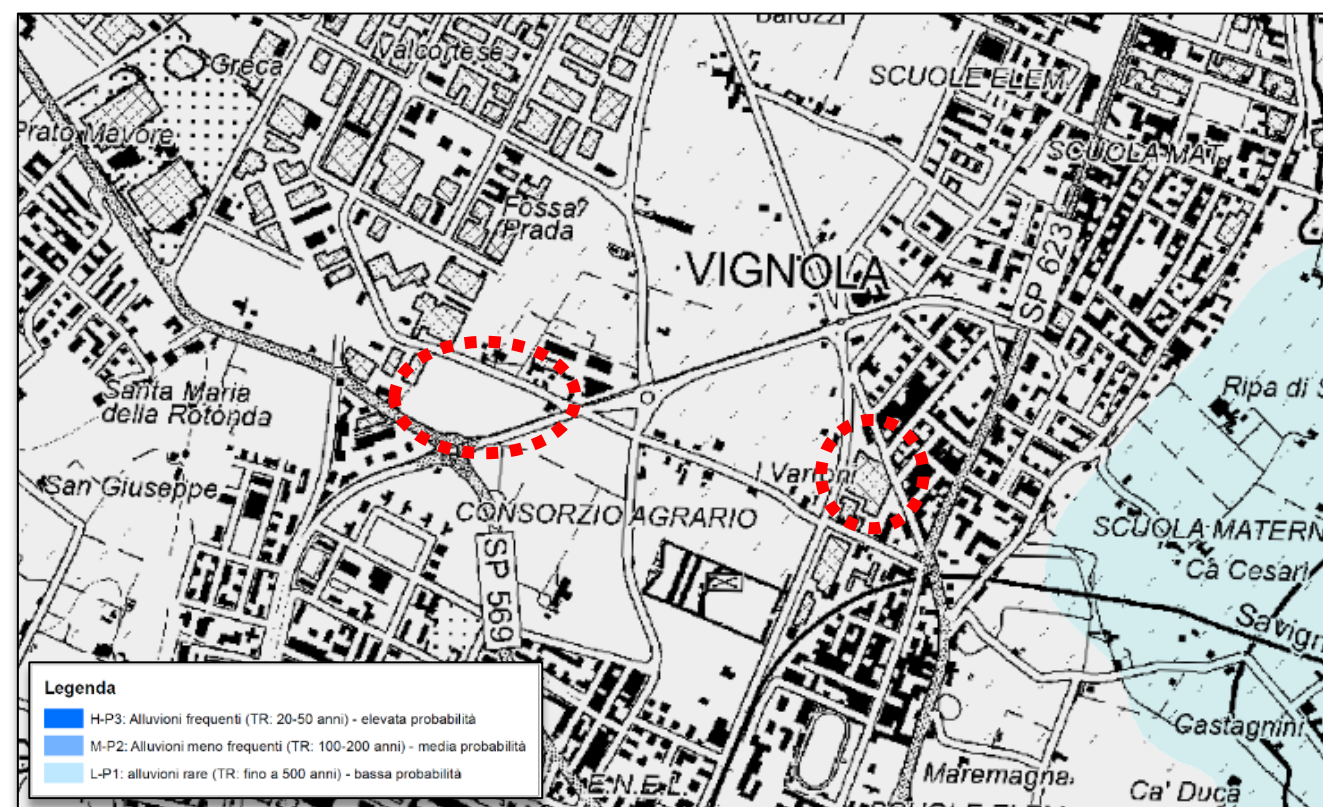 Barozzi
Valcortese
Greca
SCUOLE ELEM.
Prato Mavore
SCUOLA MAT.
Fossa
Prada
VIGNOLA
SP 623
Santa Maria
della Rotonda
Ripa di S
I Vartoni
San Giuseppe
CONSORZIO AGRARIO
SP 569
SCUOLA MATERN
Ca Cesari
Savign
Castagnini
Maremagna
Ca' Duca
E.N.E.L.
SCUOLE ELEM
Legenda
H-P3: Alluvioni frequenti (TR: 20-50 anni) - elevata probabilità
M-P2: Alluvioni meno frequenti (TR: 100-200 anni) - media probabilità
L-P1: alluvioni rare (TR: fino a 500 anni) - bassa probabilità